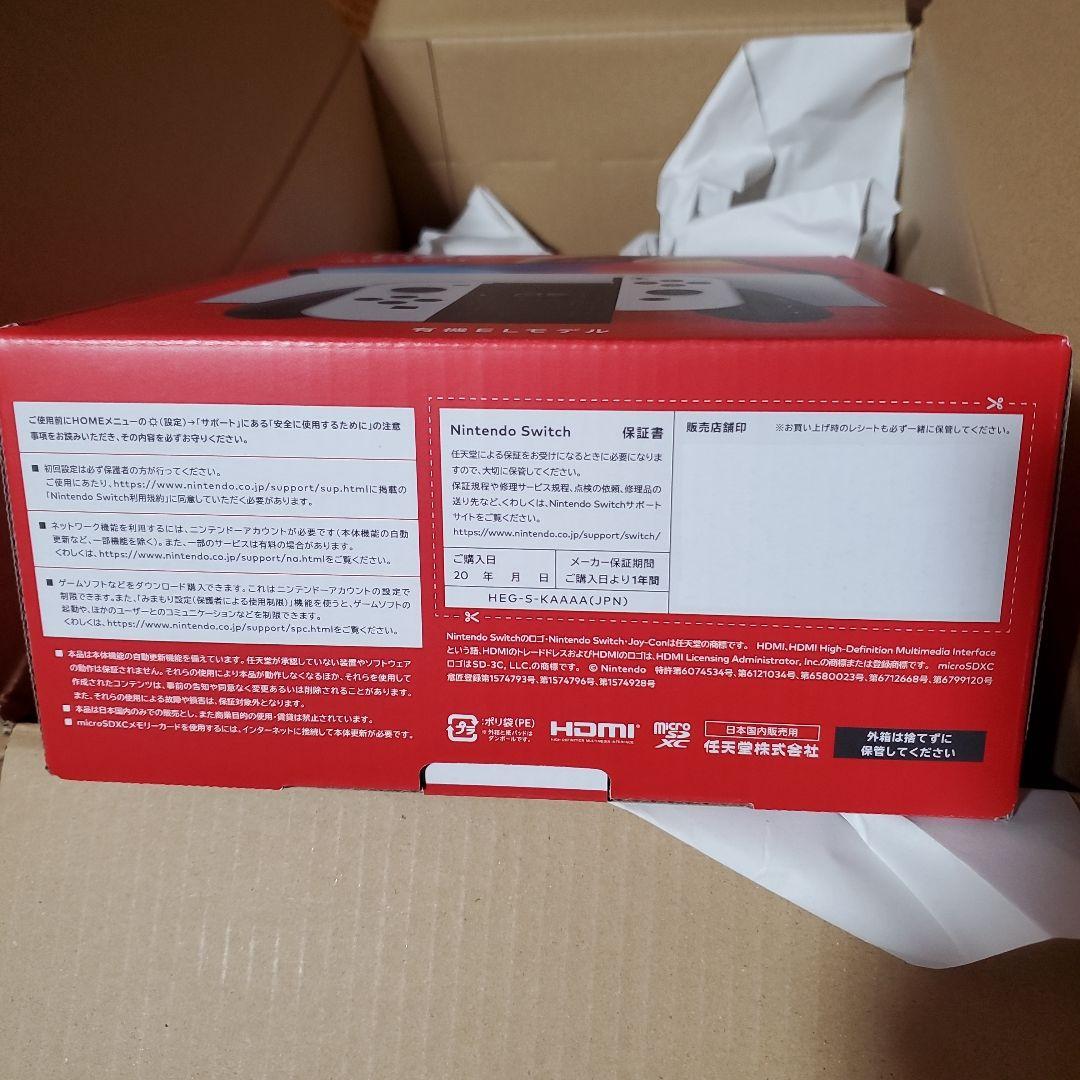 有機ELモデル
ご使用前にHOMEメニューの(設定)→「サポート」にある「安全に使用するために」の注意
事項をお読みいただき、その内容を必ずお守りください。
■ 初回設定は必ず保護者の方が行ってください。
ご使用にあたり、https://www.nintendo.co.jp/support/sup.htmlに掲載の
「Nintendo Switch利用規約」に同意していただく必要があります。
■ ネットワーク機能を利用するには、ニンテンドーアカウントが必要です(本体機能の自動
更新など、一部機能を除く)。また、一部のサービスは有料の場合があります。
くわしくは、https://www.nintendo.co.jp/support/na.htmlをご覧ください。
■ ゲームソフトなどをダウンロード購入できます。これはニンテンドーアカウントの設定で
制限できます。また、「みまもり設定(保護者による使用制限)」機能を使うと、ゲームソフトの
起動や、ほかのユーザーとのコミュニケーションなどを制限できます。
くわしくは、https://www.nintendo.co.jp/support/spc.htmlをご覧ください。
■ 本品は本体機能の自動更新機能を備えています。任天堂が承認していない装置やソフトウェア
の動作は保証されません。それらの使用により本品が動作しなくなるほか、それらを使用して
作成されたコンテンツは、事前の告知や同意なく変更あるいは削除されることがあります。
また、それらの使用による故障や損害は、保証対象外となります。
■ 本品は日本国内のみでの販売とし、また商業目的の使用・賃貸は禁止されています。
■ microSDXCメモリーカードを使用するには、インターネットに接続して本体更新が必要です。
Nintendo Switch 保証書
任天堂による保証をお受けになるときに必要になりま
すので、大切に保管してください。
保証規程や修理サービス規程、点検の依頼、修理品の
送り先など、くわしくは、Nintendo Switchサポート
サイトをご覧ください。
https://www.nintendo.co.jp/support/switch/
ご購入日
20 年 月 日
メーカー保証期間
ご購入日より1年間
HEG-S-KAAAA(JPN)
販売店舗印 ※お買い上げ時のレシートも必ず一緒に保管してください。
Nintendo Switchのロゴ・Nintendo Switch・Joy-Conは任天堂の商標です。 HDMI、HDMI High-Definition Multimedia Interface
という語、HDMIのトレードドレスおよびHDMIのロゴは、HDMI Licensing Administrator, Inc.の商標または登録商標です。 microSDXC
ロゴはSD-3C, LLC.の商標です。 © Nintendo 特許第6074534号、第6121034号、第6580023号、第6712668号、第6799120号
意匠登録第1574793号、第1574796号、第1574928号
プラ
:ポリ袋(PE)
※外箱と紙パッドは
ダンボールです。
HDMI
HIGH-DEFINITION MULTIMEDIA INTERFACE
micro
SD
XC
日本国内販売用
任天堂株式会社
外箱は捨てずに
保管してください